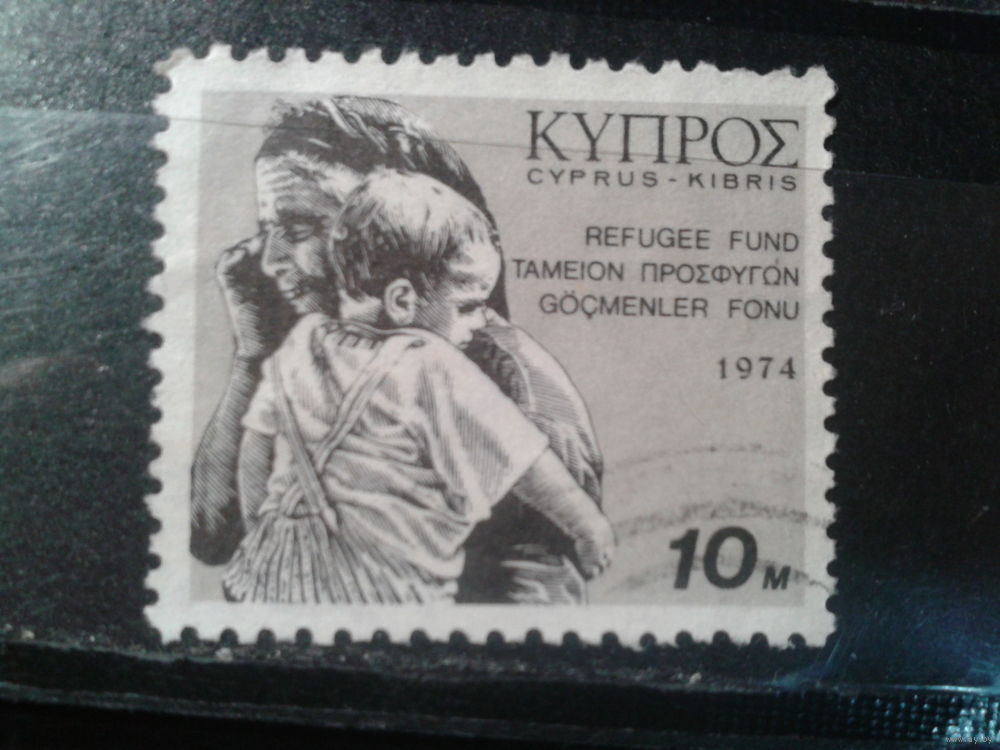 ΚΥΠΡΟΣ
CYPRUS - KIBRIS
REFUGEE FUND
ΤΑΜΕΙΟΝ ΠΡΟΣΦΥΓΩΝ
GÖÇMENLER FONU
1974
10 M